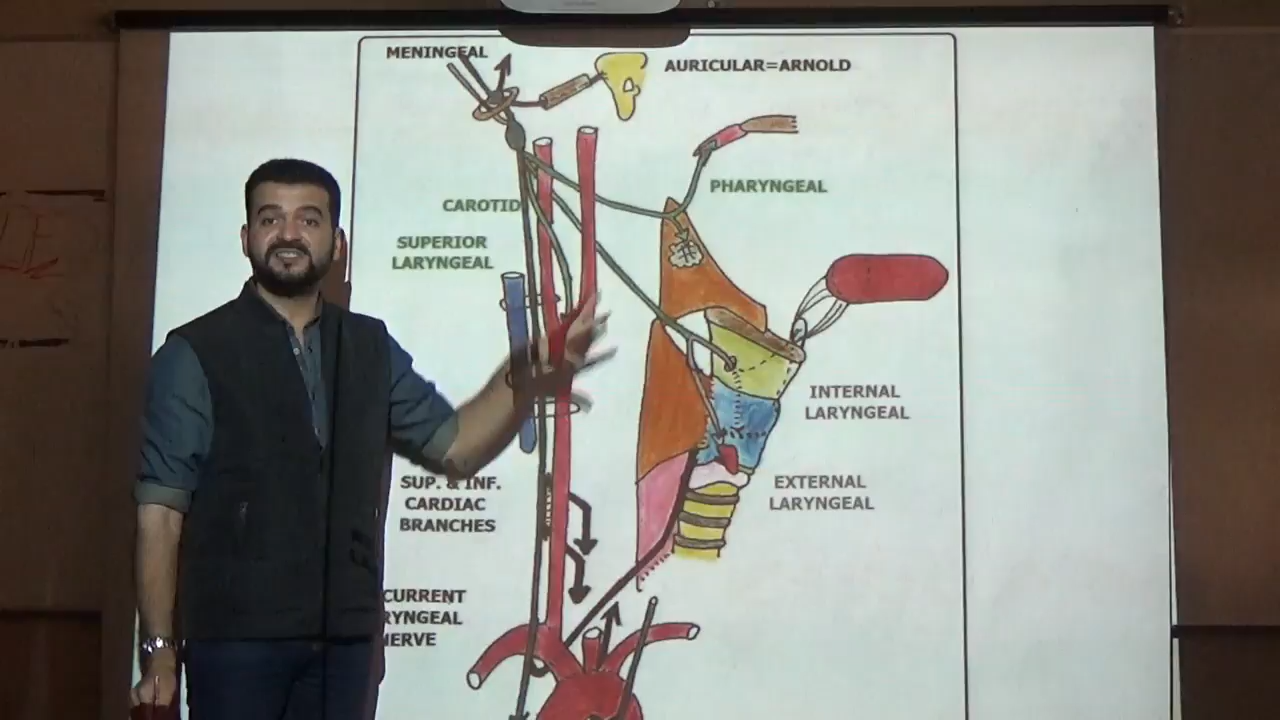 MENINGEAL
AURICULAR=ARNOLD
PHARYNGEAL
CAROTID
SUPERIOR
LARYNGEAL
INTERNAL
LARYNGEAL
EXTERNAL
LARYNGEAL
SUP. & INF.
CARDIAC
BRANCHES
CURRENT
RYNGEAL
NERVE